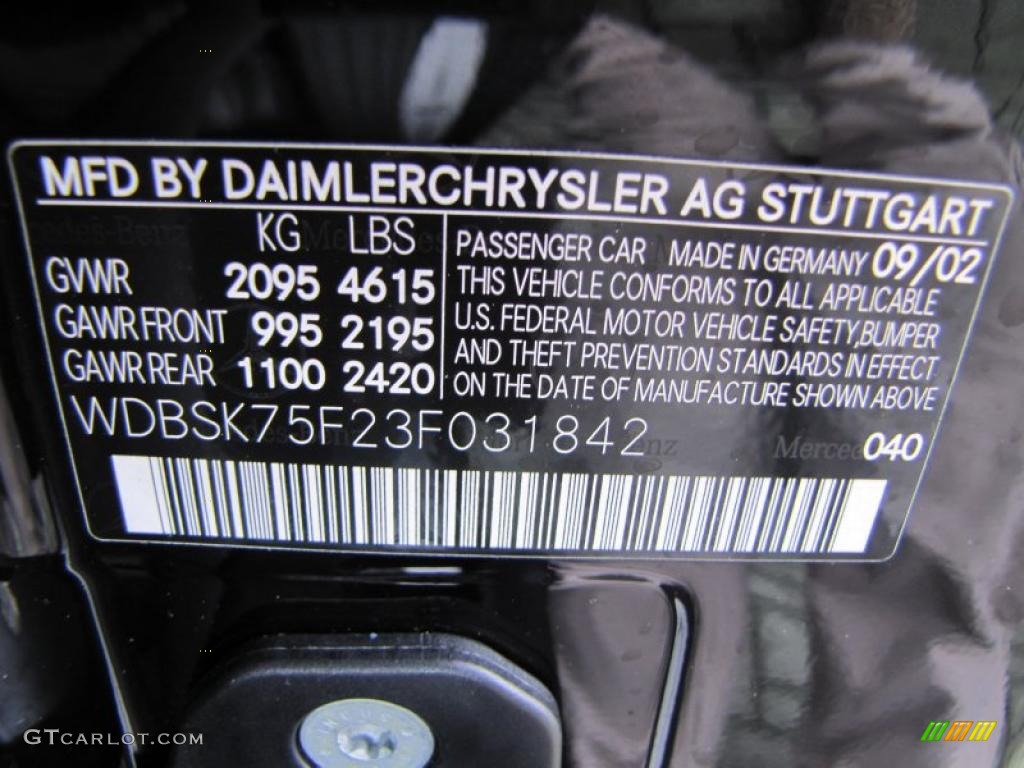 MFD BY DAIMLERCHRYSLER AG STUTTGART
KG LBS
GVWR 2095 4615
GAWR FRONT 995 2195
GAWR REAR 1100 2420
PASSENGER CAR MADE IN GERMANY 09/02
THIS VEHICLE CONFORMS TO ALL APPLICABLE
U.S. FEDERAL MOTOR VEHICLE SAFETY,BUMPER
AND THEFT PREVENTION STANDARDS IN EFFECT
ON THE DATE OF MANUFACTURE SHOWN ABOVE
WDBSK75F23F031842
040
GTCARLOT.COM